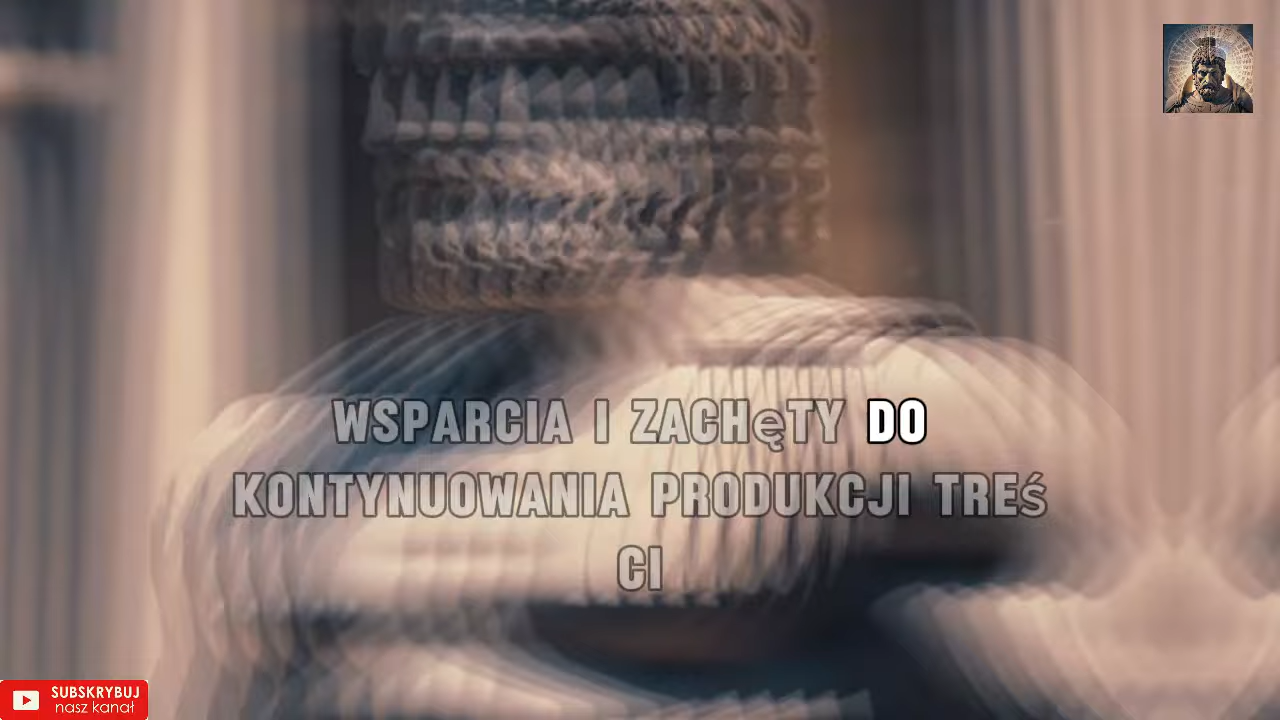 WSPARCIA I ZACHęTY DO
KONTYNUOWANIA PRODUKCJI TREś
CI
SUBSKRYBUJ
nasz kanał